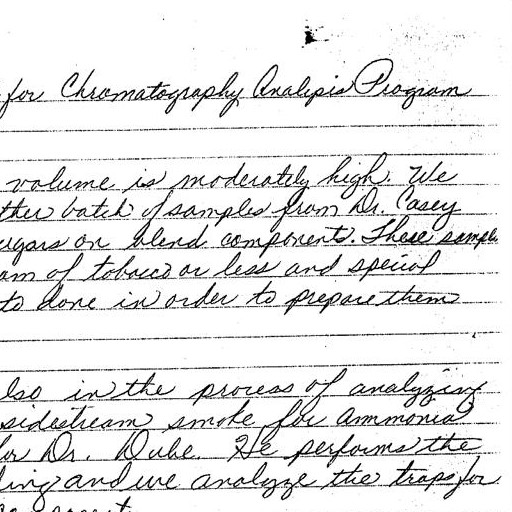 for Chromatography Analysis Program
volume is moderately high. We
ther batch of samples from Dr. Casey
ugars on blend components. These sample
am of tobacco or less and special
to done in order to prepare them
lso in the process of analyzing
sidestream smoke for ammonia
for Dr. Dube. He performs the
ling and we analyze the traps for